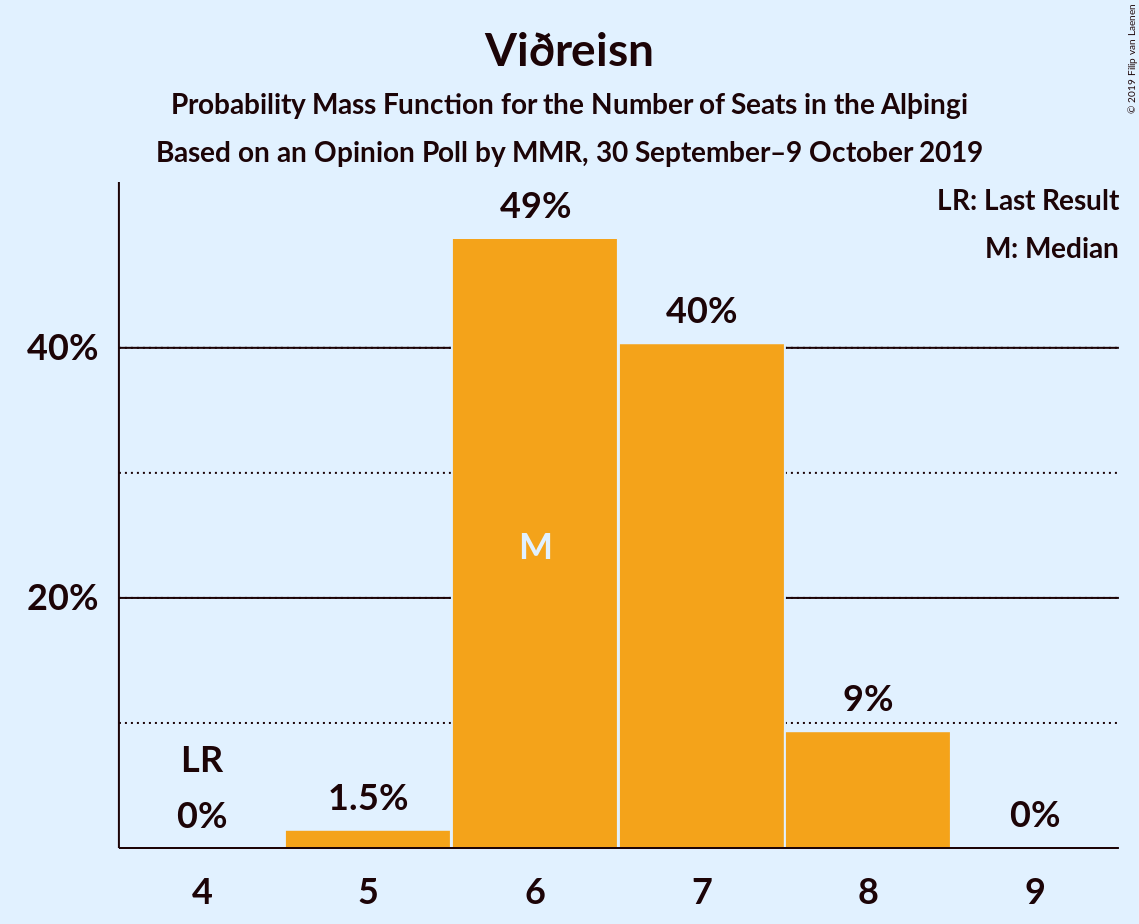 Viðreisn
Probability Mass Function for the Number of Seats in the Alþingi
Based on an Opinion Poll by MMR, 30 September–9 October 2019
© 2019 Filip van Laenen
LR: Last Result
M: Median
49%
40%
40%
M
20%
9%
LR
1.5%
0%
0%
4
5
6
7
8
9